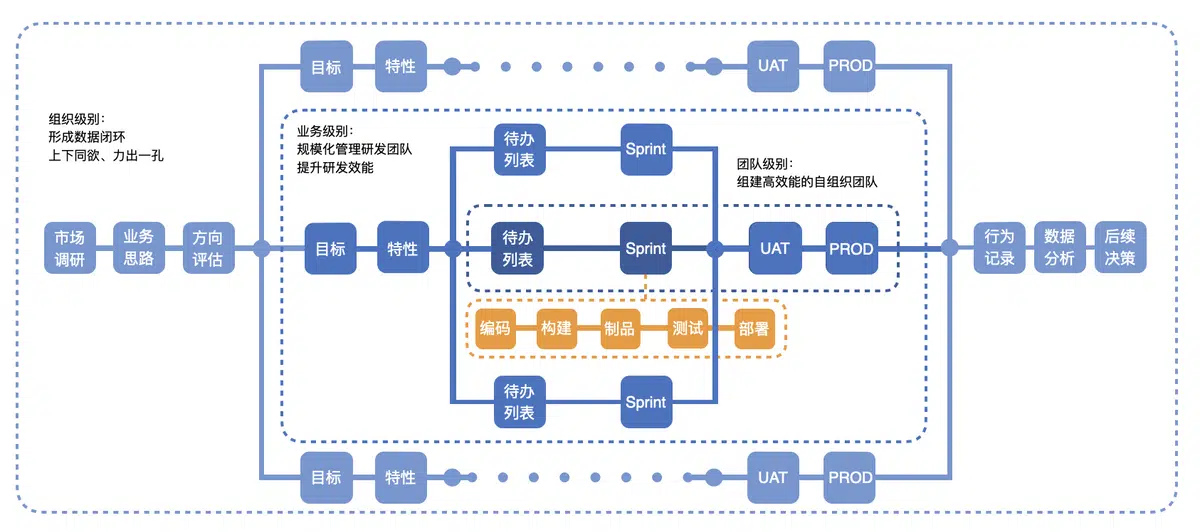 目标
特性
UAT
PROD
组织级别：
形成数据闭环
上下同欲、力出一孔
业务级别：
规模化管理研发团队
提升研发效能
待办
列表
Sprint
团队级别：
组建高效能的自组织团队
市场
调研
业务
思路
方向
评估
目标
特性
待办
列表
Sprint
UAT
PROD
行为
记录
数据
分析
后续
决策
编码
构建
制品
测试
部署
待办
列表
Sprint
目标
特性
UAT
PROD